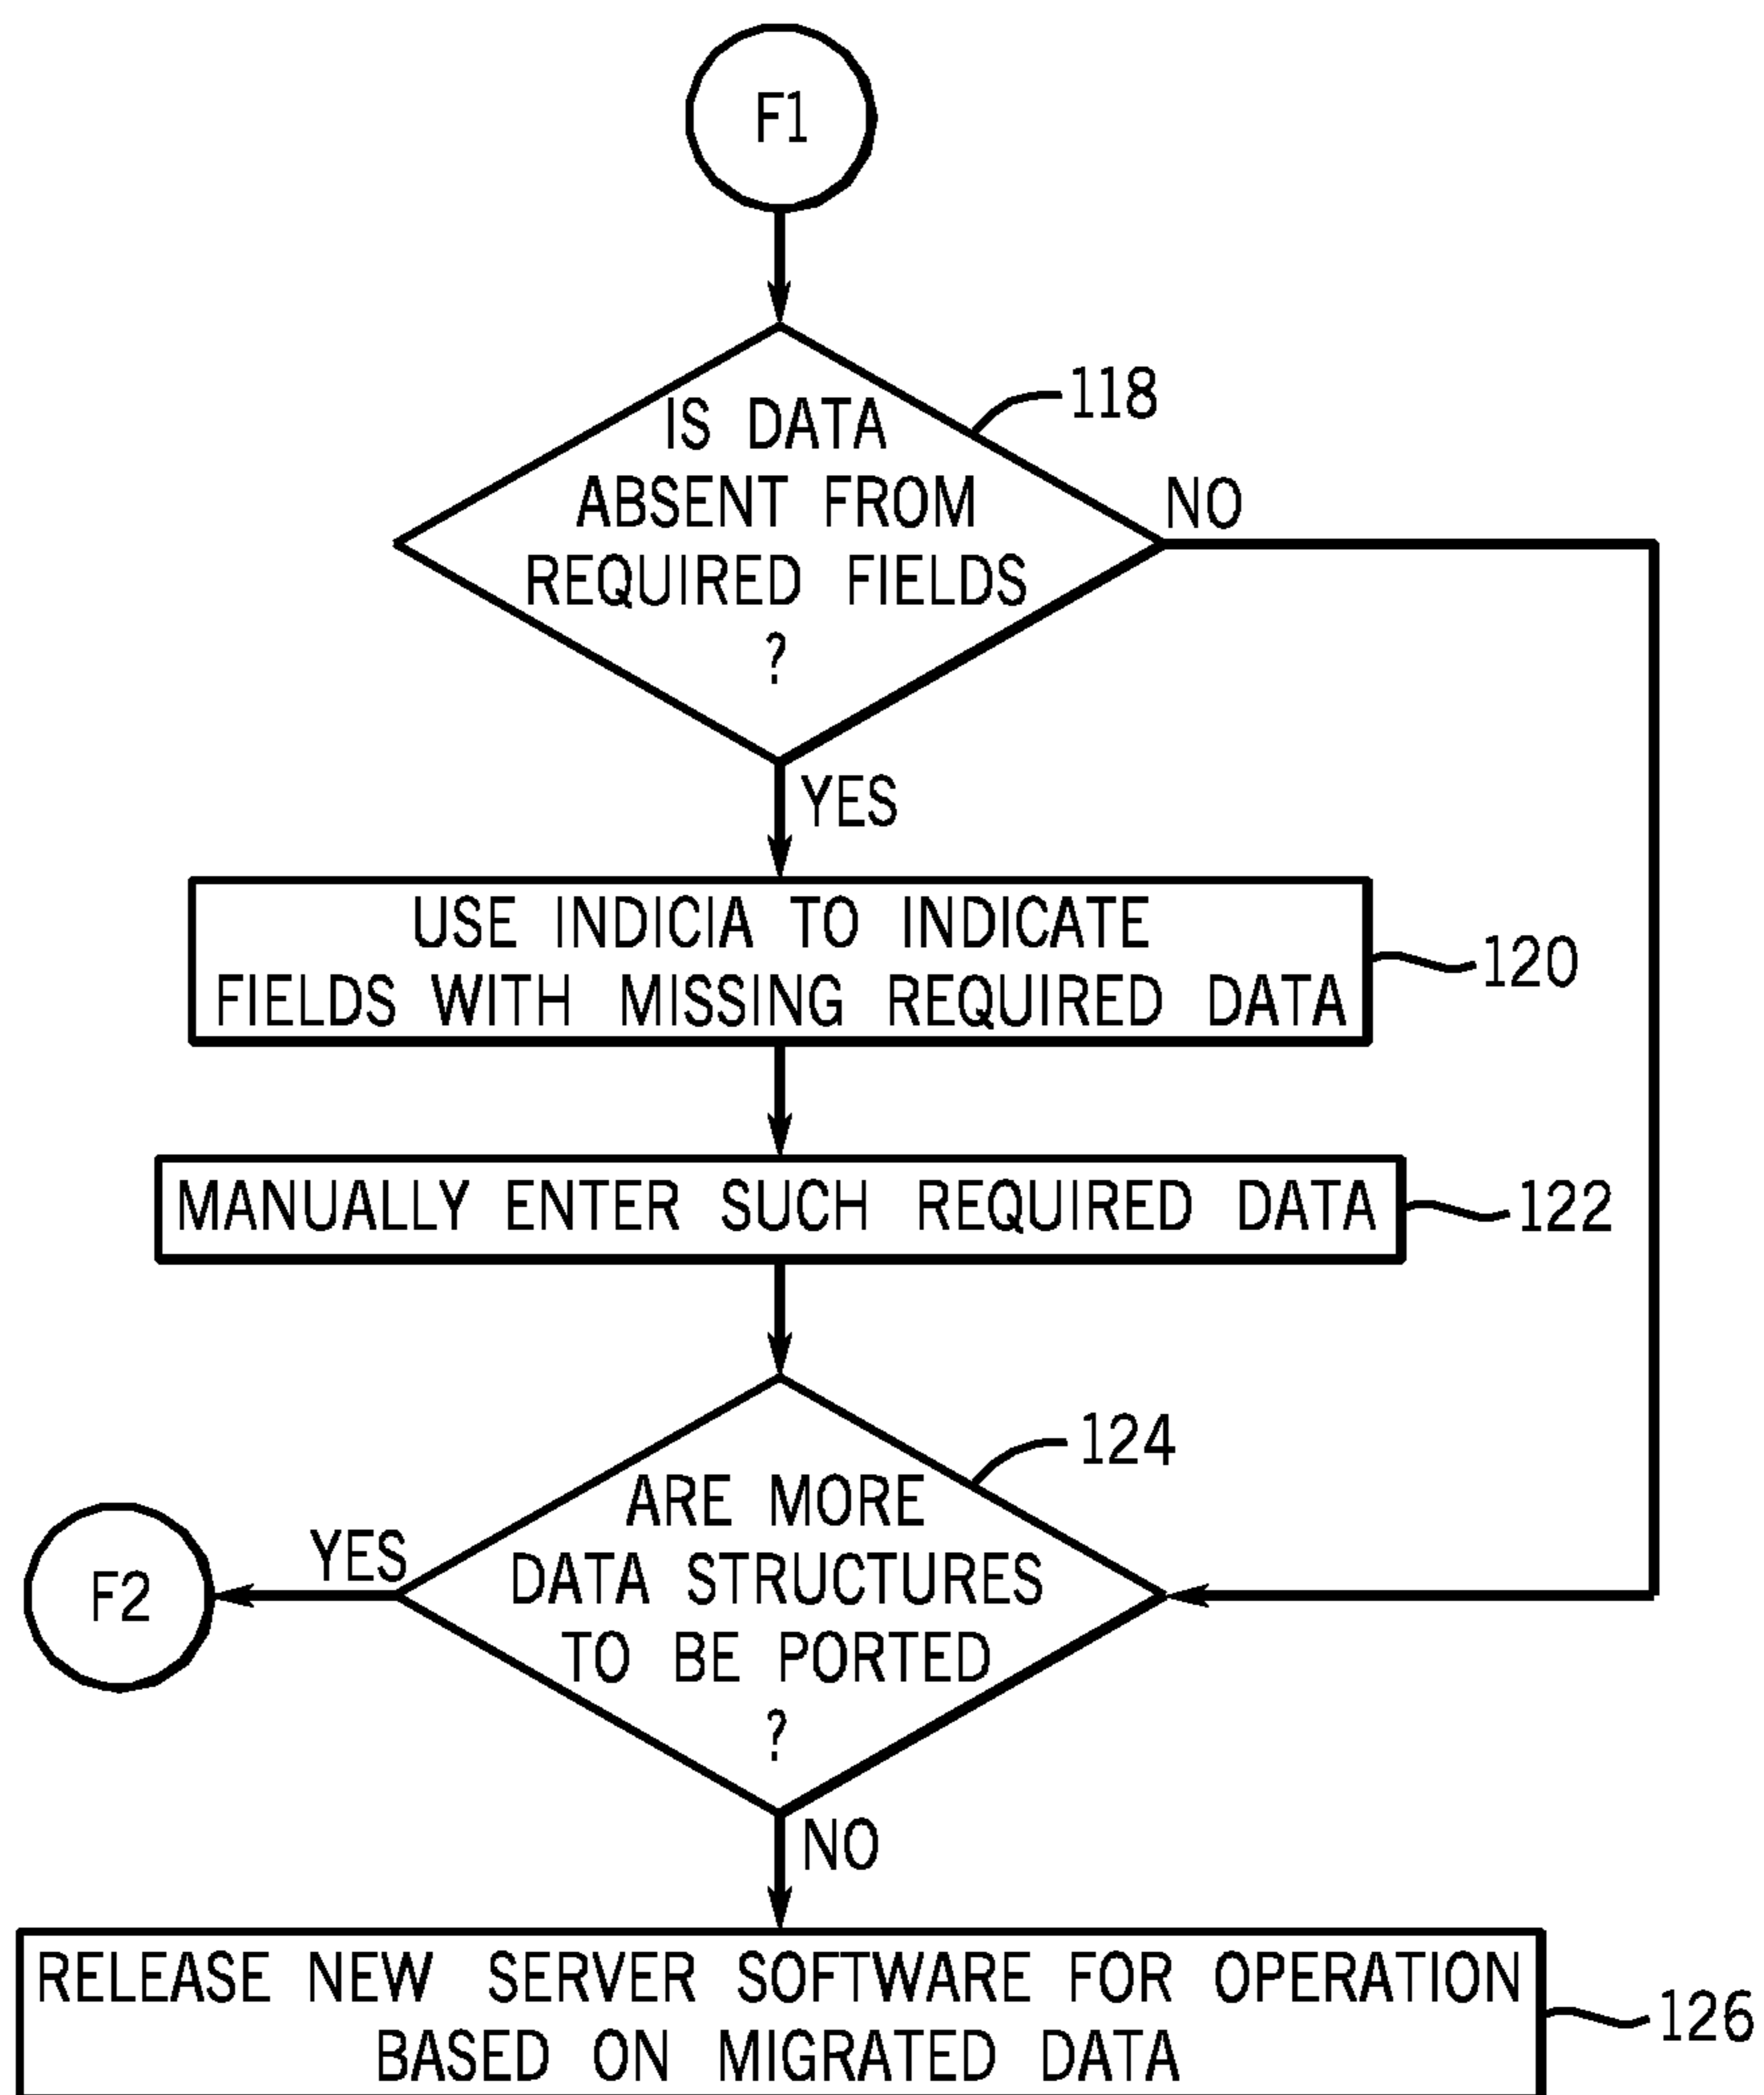 F1
IS DATA
ABSENT FROM
REQUIRED FIELDS
?
118
NO
YES
USE INDICIA TO INDICATE
FIELDS WITH MISSING REQUIRED DATA
120
MANUALLY ENTER SUCH REQUIRED DATA
122
ARE MORE
DATA STRUCTURES
TO BE PORTED
?
124
YES
F2
NO
RELEASE NEW SERVER SOFTWARE FOR OPERATION
BASED ON MIGRATED DATA
126